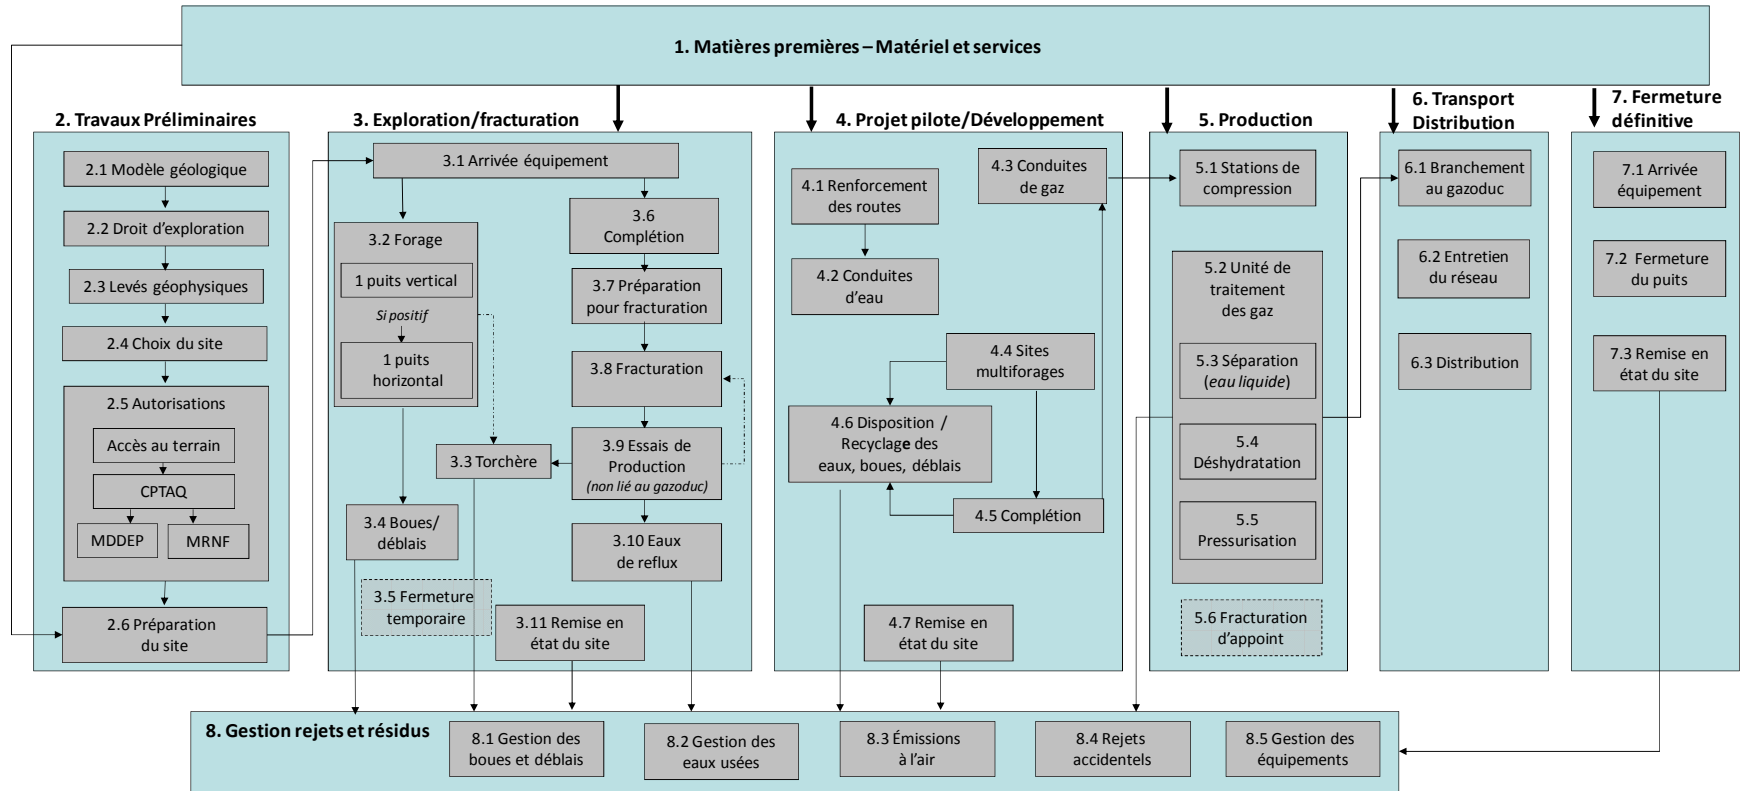 1. Matières premières – Matériel et services
2. Travaux Préliminaires
2.1 Modèle géologique
2.2 Droit d'exploration
2.3 Levés géophysiques
2.4 Choix du site
2.5 Autorisations
Accès au terrain
CPTAQ
MDDEP
MRNF
2.6 Préparation
du site
3. Exploration/fracturation
3.1 Arrivée équipement
3.2 Forage
1 puits vertical
Si positif
1 puits
horizontal
3.3 Torchère
3.4 Boues/
déblais
3.5 Fermeture
temporaire
3.6
Complétion
3.7 Préparation
pour fracturation
3.8 Fracturation
3.9 Essais de
Production
(non lié au gazoduc)
3.10 Eaux
de reflux
3.11 Remise en
état du site
4. Projet pilote/Développement
4.1 Renforcement
des routes
4.2 Conduites
d'eau
4.3 Conduites
de gaz
4.4 Sites
multiforages
4.5 Complétion
4.6 Disposition /
Recyclage des
eaux, boues, déblais
4.7 Remise en
état du site
5. Production
5.1 Stations de
compression
5.2 Unité de
traitement
des gaz
5.3 Séparation
(eau liquide)
5.4
Déshydratation
5.5
Pressurisation
5.6 Fracturation
d'appoint
6. Transport
Distribution
6.1 Branchement
au gazoduc
6.2 Entretien
du réseau
6.3 Distribution
7. Fermeture
définitive
7.1 Arrivée
équipement
7.2 Fermeture
du puits
7.3 Remise en
état du site
8. Gestion rejets et résidus
8.1 Gestion des
boues et déblais
8.2 Gestion des
eaux usées
8.3 Émissions
à l'air
8.4 Rejets
accidentels
8.5 Gestion des
équipements